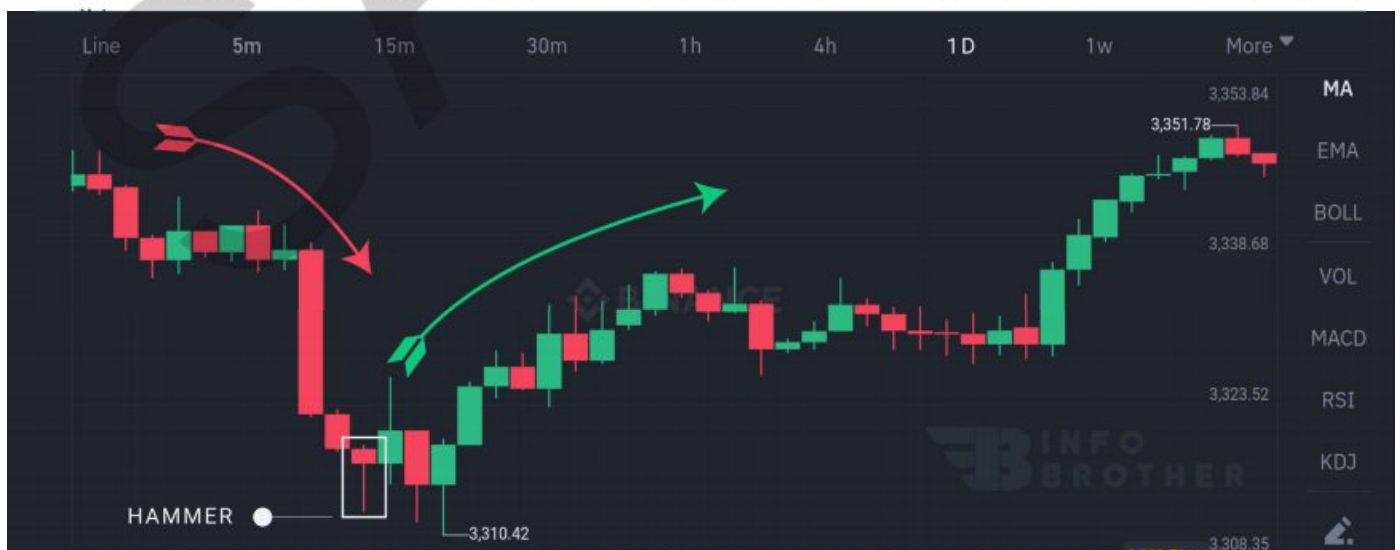 Line 5m 15m 30m 1h 4h 1D 1w More
3,353.84 MA
3,351.78
EMA
BOLL
3,338.68
VOL
BINANCE
MACD
3,323.52
RSI
INFO
BROTHER
KDJ
HAMMER
3,310.42
3,308.35